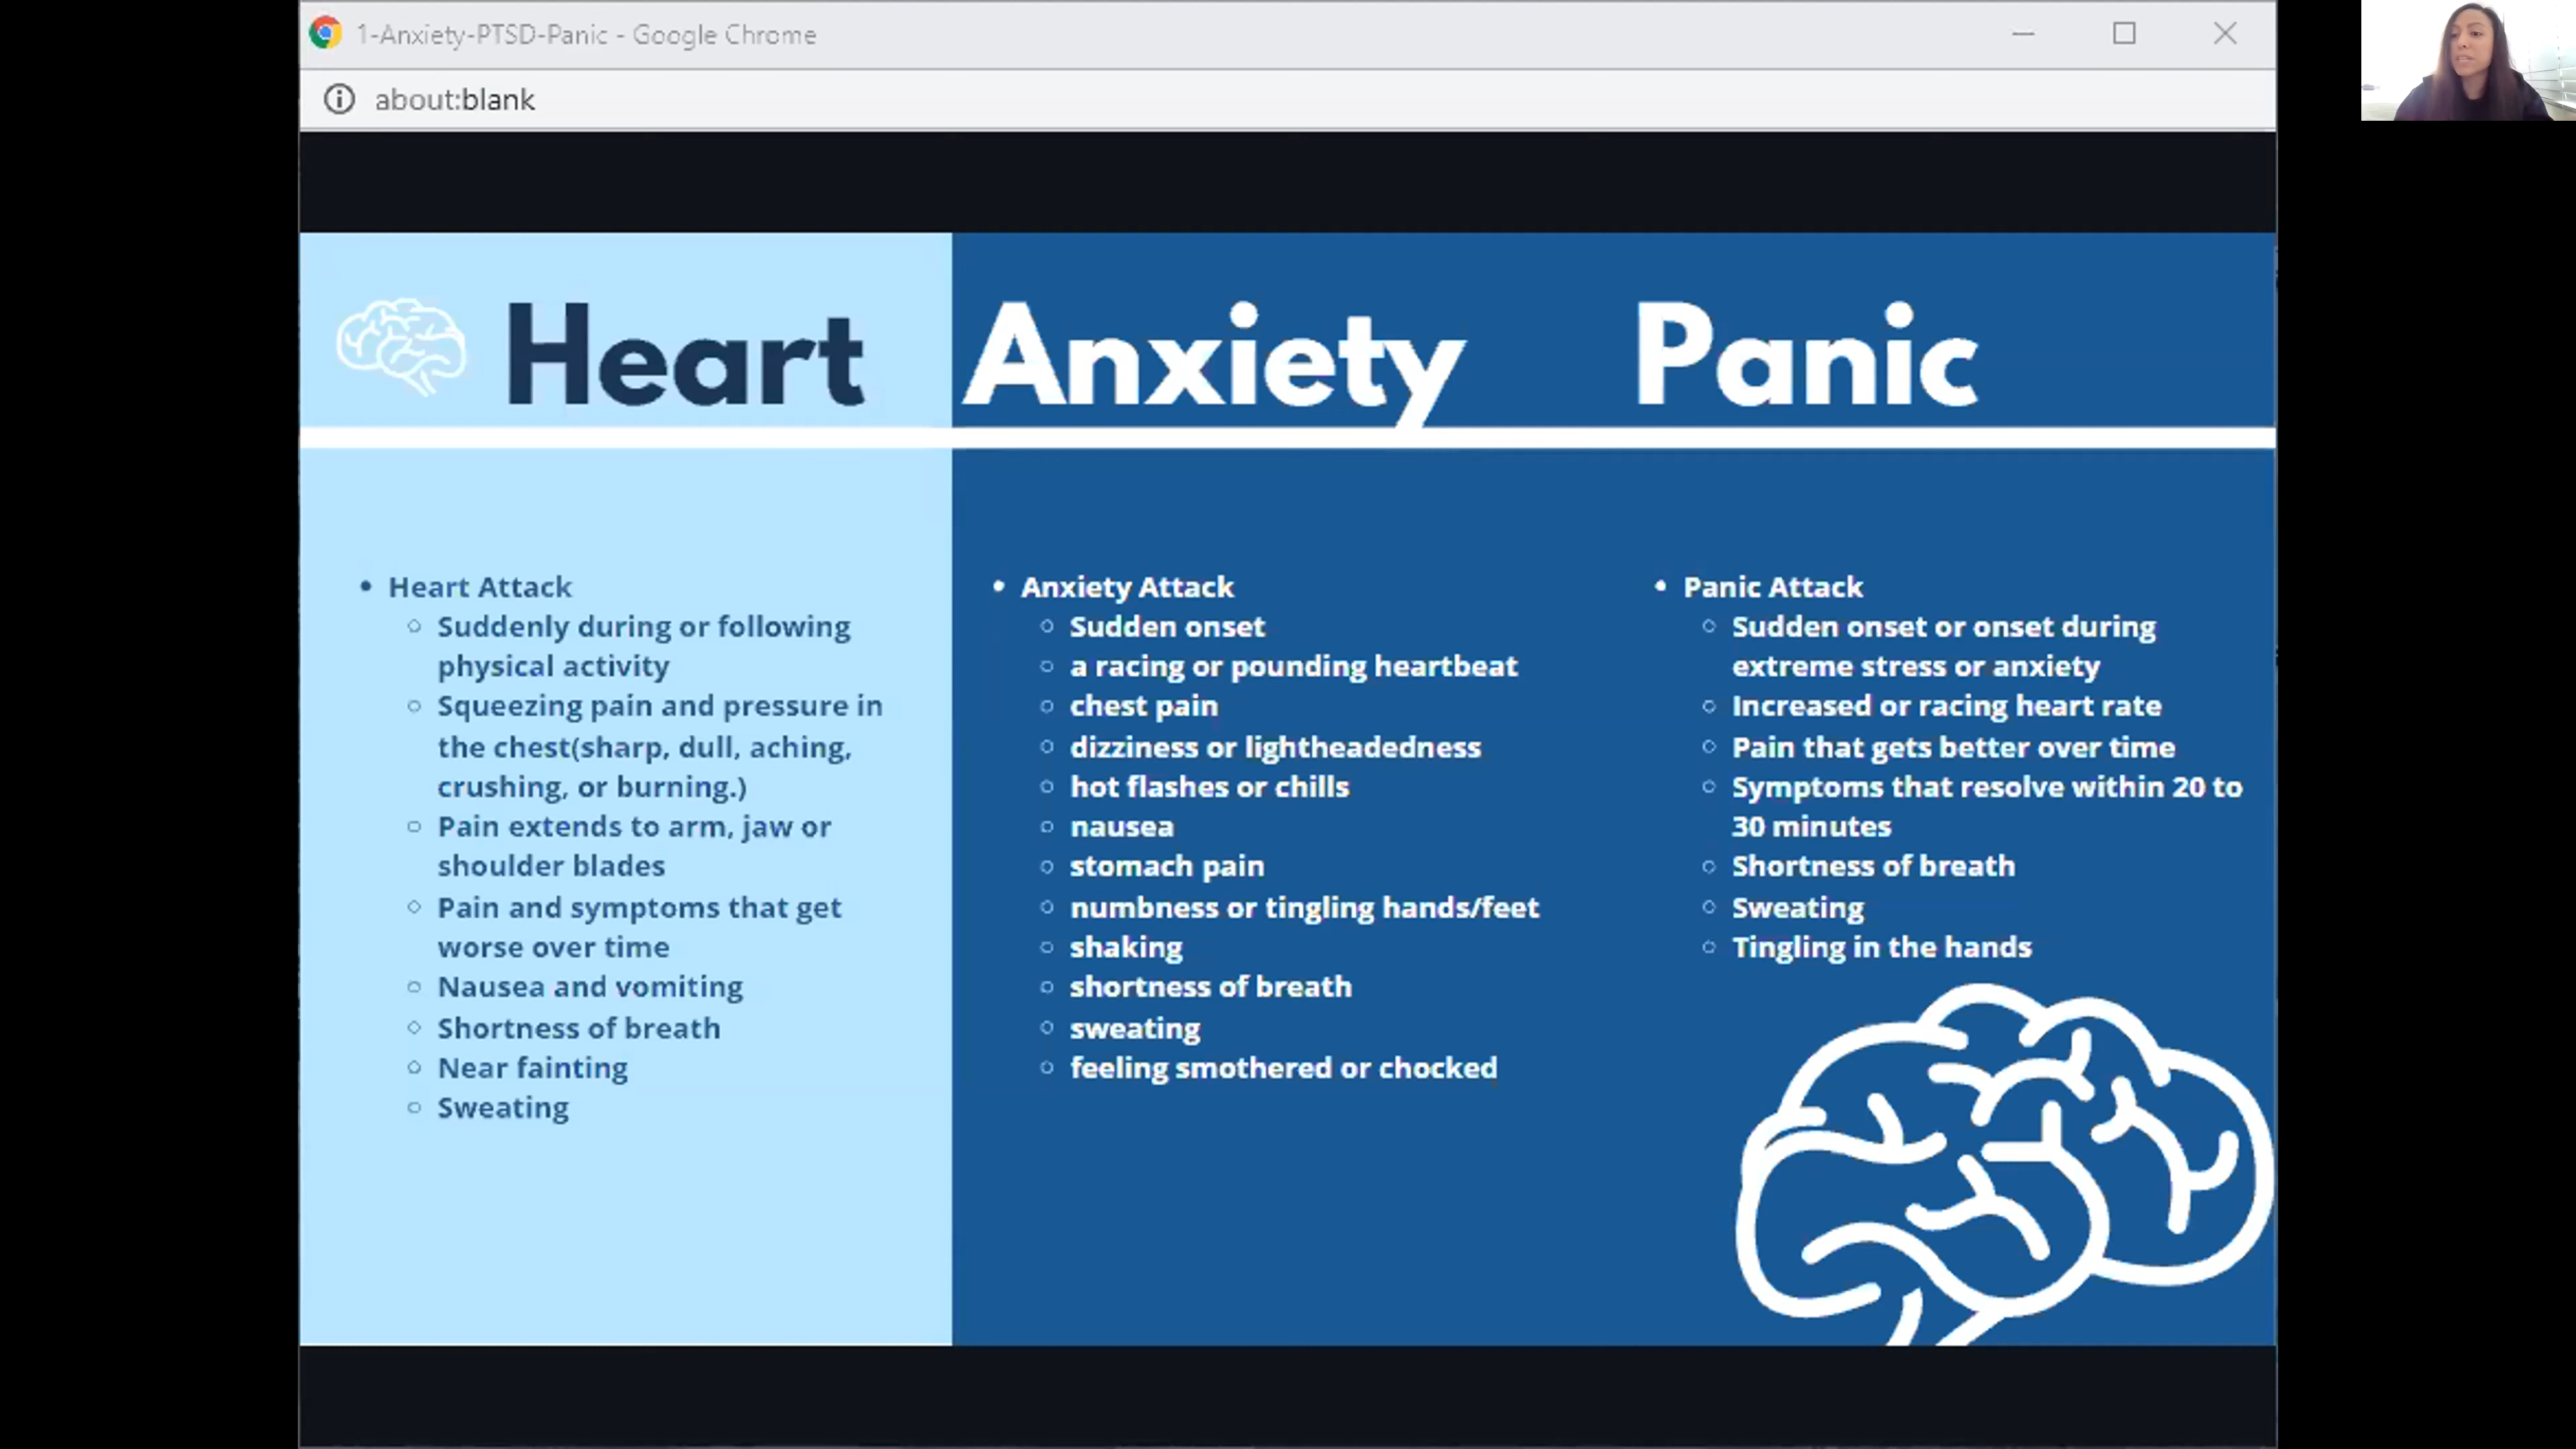 1-Anxiety-PTSD-Panic - Google Chrome
about:blank
Heart
Anxiety
Panic
Heart Attack
Suddenly during or following
physical activity
Squeezing pain and pressure in
the chest(sharp, dull, aching,
crushing, or burning.)
Pain extends to arm, jaw or
shoulder blades
Pain and symptoms that get
worse over time
Nausea and vomiting
Shortness of breath
Near fainting
Sweating
Anxiety Attack
Sudden onset
a racing or pounding heartbeat
chest pain
dizziness or lightheadedness
hot flashes or chills
nausea
stomach pain
numbness or tingling hands/feet
shaking
shortness of breath
sweating
feeling smothered or chocked
Panic Attack
Sudden onset or onset during
extreme stress or anxiety
Increased or racing heart rate
Pain that gets better over time
Symptoms that resolve within 20 to
30 minutes
Shortness of breath
Sweating
Tingling in the hands